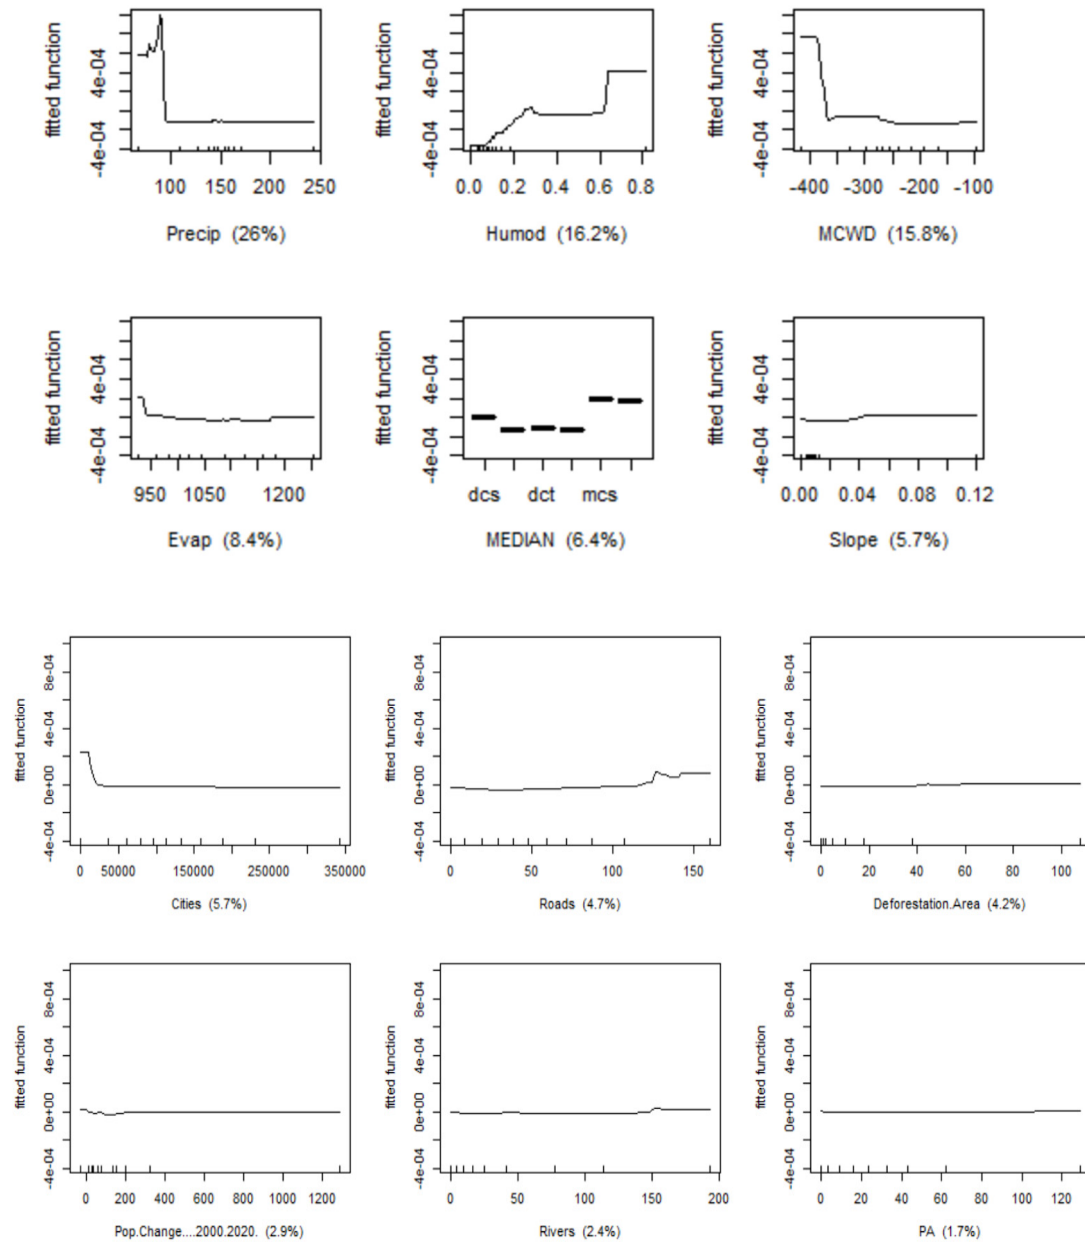 fitted function
-4e-04 4e-04
100 150 200 250
Precip (26%)
fitted function
-4e-04 4e-04
0.0 0.2 0.4 0.6 0.8
Humod (16.2%)
fitted function
-4e-04 4e-04
-400 -300 -200 -100
MCWD (15.8%)
fitted function
-4e-04 4e-04
950 1050 1200
Evap (8.4%)
fitted function
-4e-04 4e-04
dcs dct mcs
MEDIAN (6.4%)
fitted function
-4e-04 4e-04
0.00 0.04 0.08 0.12
Slope (5.7%)
fitted function
-4e-04 0e+00 4e-04 8e-04
0 50000 150000 250000 350000
Cities (5.7%)
fitted function
-4e-04 0e+00 4e-04 8e-04
0 50 100 150
Roads (4.7%)
fitted function
-4e-04 0e+00 4e-04 8e-04
0 20 40 60 80 100
Deforestation.Area (4.2%)
fitted function
-4e-04 0e+00 4e-04 8e-04
0 200 400 600 800 1000 1200
Pop.Change....2000.2020. (2.9%)
fitted function
-4e-04 0e+00 4e-04 8e-04
0 50 100 150 200
Rivers (2.4%)
fitted function
-4e-04 0e+00 4e-04 8e-04
0 20 40 60 80 100 120
PA (1.7%)